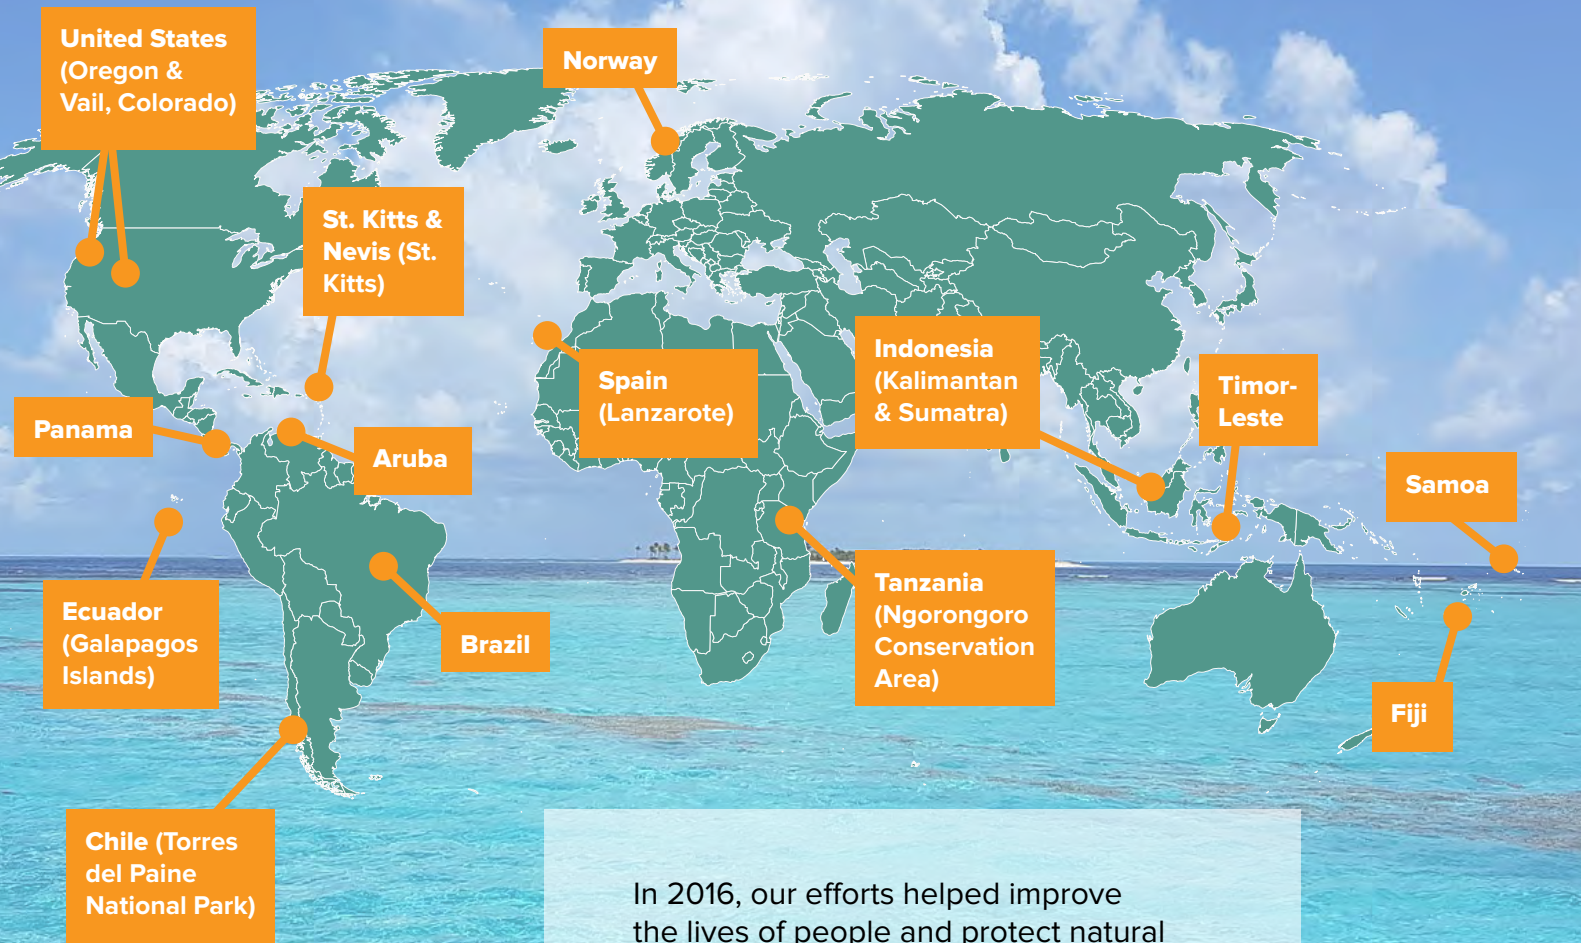 United States
(Oregon &
Vail, Colorado)
Norway
St. Kitts &
Nevis (St.
Kitts)
Spain
(Lanzarote)
Indonesia
(Kalimantan
& Sumatra)
Timor-
Leste
Panama
Aruba
Samoa
Ecuador
(Galapagos
Islands)
Brazil
Tanzania
(Ngorongoro
Conservation
Area)
Fiji
Chile (Torres
del Paine
National Park)
In 2016, our efforts helped improve
the lives of people and protect natural